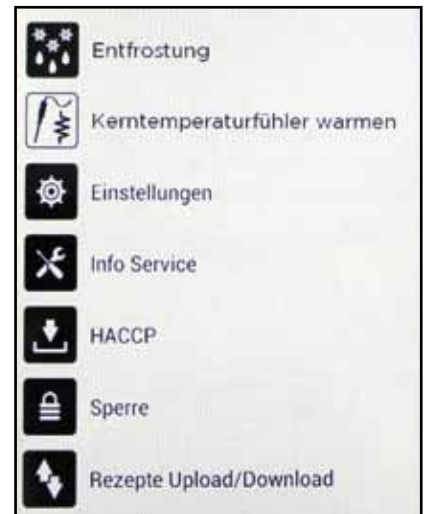 Entfrostung
Kerntemperaturfühler warmen
Einstellungen
Info Service
HACCP
Sperre
Rezepte Upload/Download